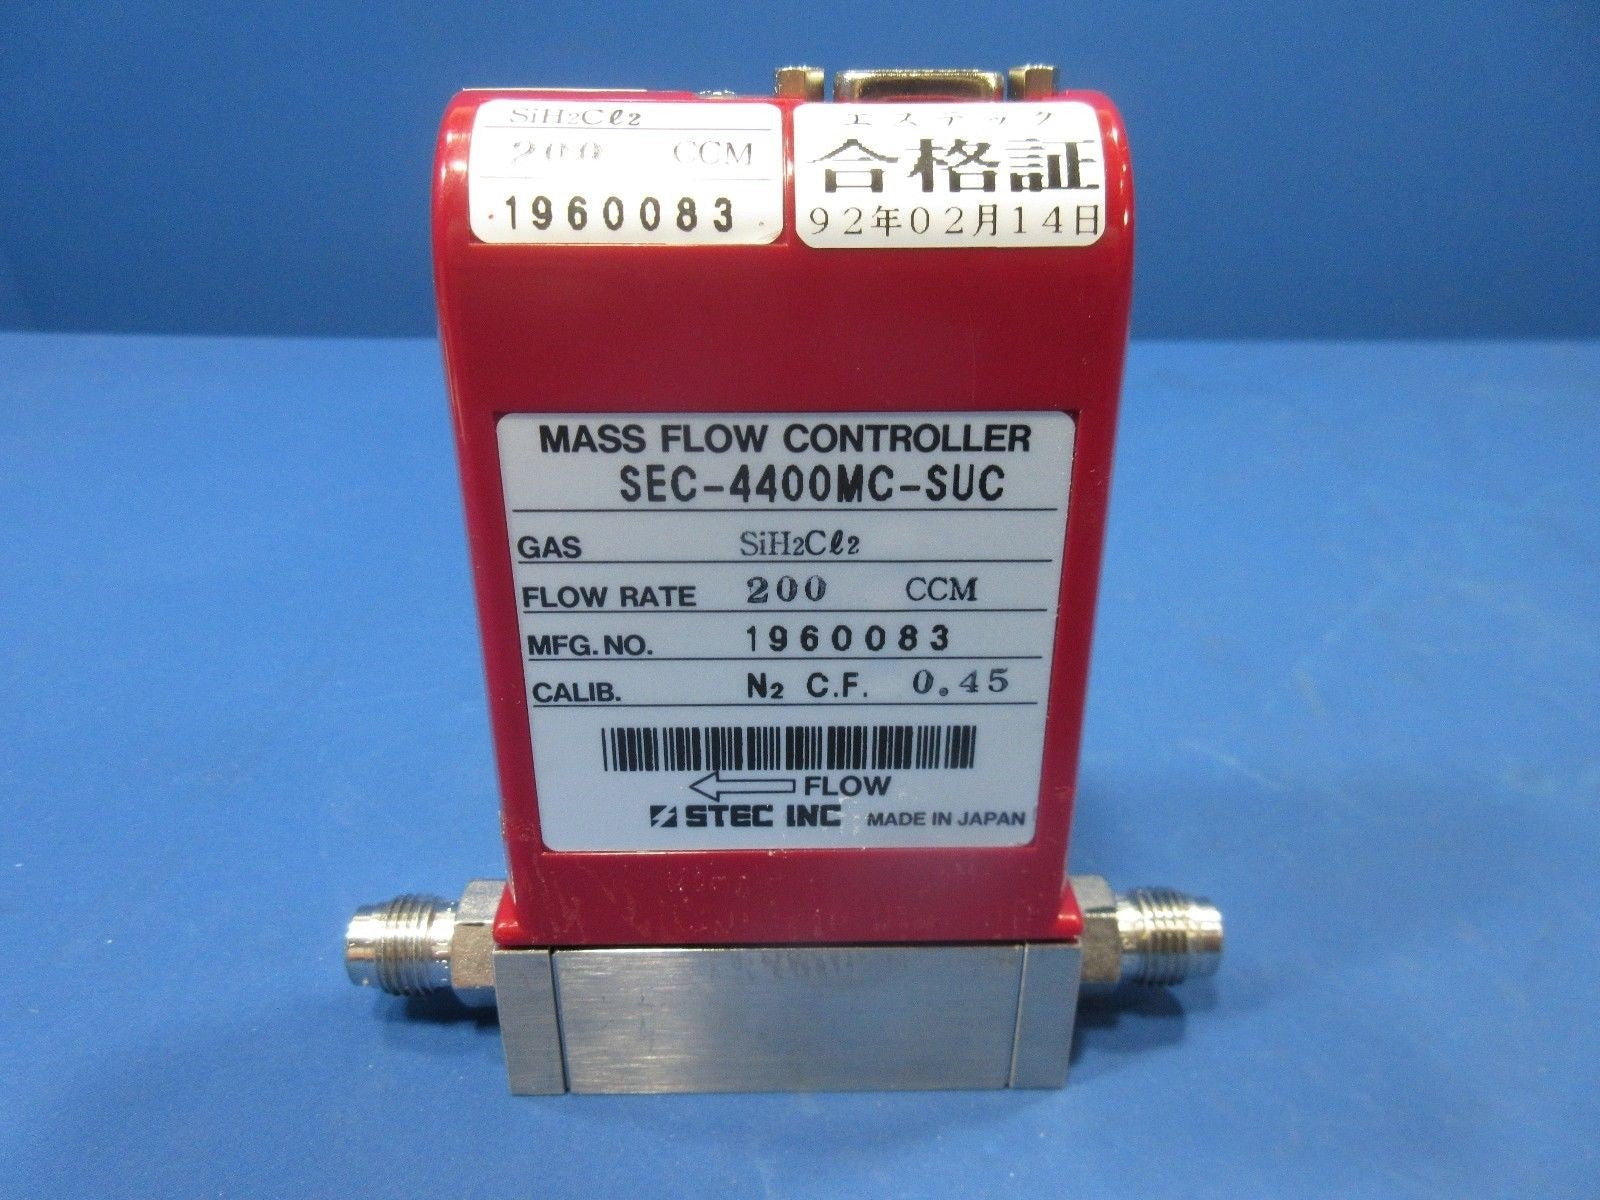 SiH2Cℓ2
200 CCM
1960083
エステック
合格証
92年02月14日
MASS FLOW CONTROLLER
SEC-4400MC-SUC
GAS SiH2Cℓ2
FLOW RATE 200 CCM
MFG. NO. 1960083
CALIB. N2 C.F. 0.45
FLOW
STEC INC MADE IN JAPAN